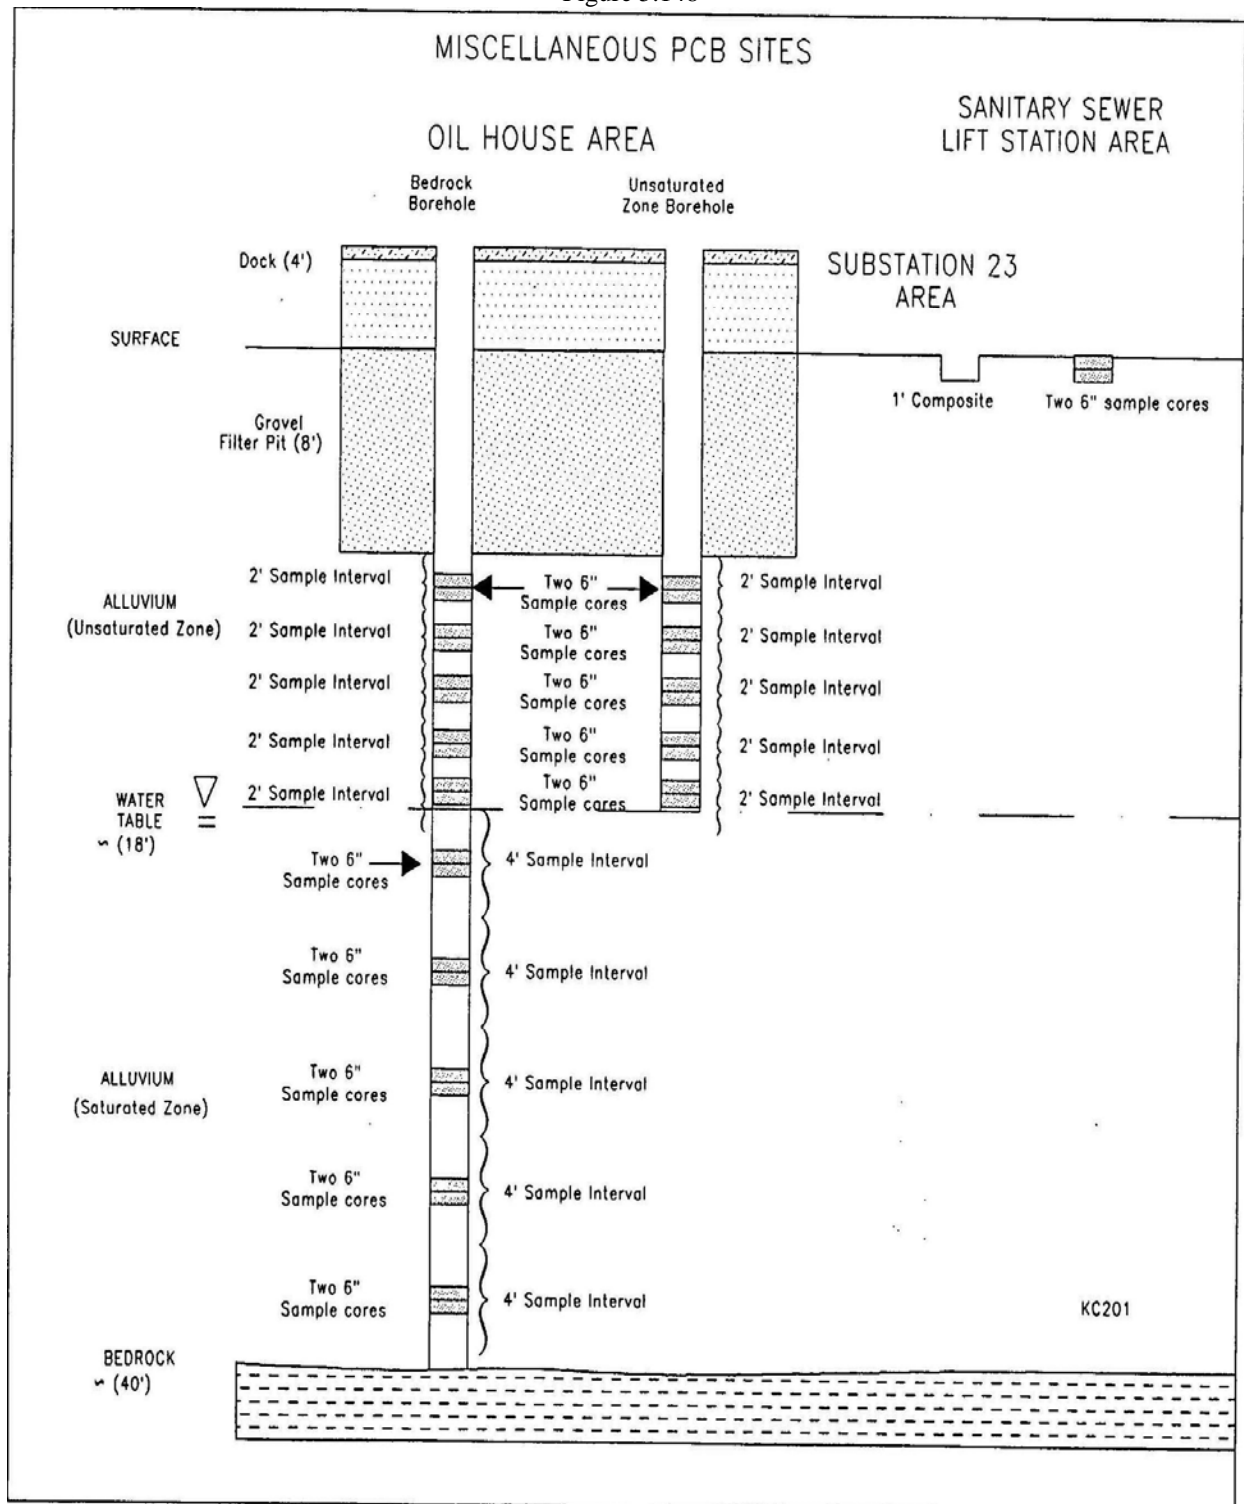 MISCELLANEOUS PCB SITES
SANITARY SEWER
LIFT STATION AREA
OIL HOUSE AREA
Bedrock
Borehole
Unsaturated
Zone Borehole
Dock (4')
SUBSTATION 23
AREA
SURFACE
1' Composite
Two 6" sample cores
Gravel
Filter Pit (8')
ALLUVIUM
(Unsaturated Zone)
2' Sample Interval
Two 6"
Sample cores
2' Sample Interval
2' Sample Interval
Two 6"
Sample cores
2' Sample Interval
2' Sample Interval
Two 6"
Sample cores
2' Sample Interval
2' Sample Interval
Two 6"
Sample cores
2' Sample Interval
2' Sample Interval
Two 6"
Sample cores
2' Sample Interval
WATER
TABLE
~ (18')
Two 6"
Sample cores
4' Sample Interval
Two 6"
Sample cores
4' Sample Interval
ALLUVIUM
(Saturated Zone)
Two 6"
Sample cores
4' Sample Interval
Two 6"
Sample cores
4' Sample Interval
Two 6"
Sample cores
4' Sample Interval
KC201
BEDROCK
~ (40')